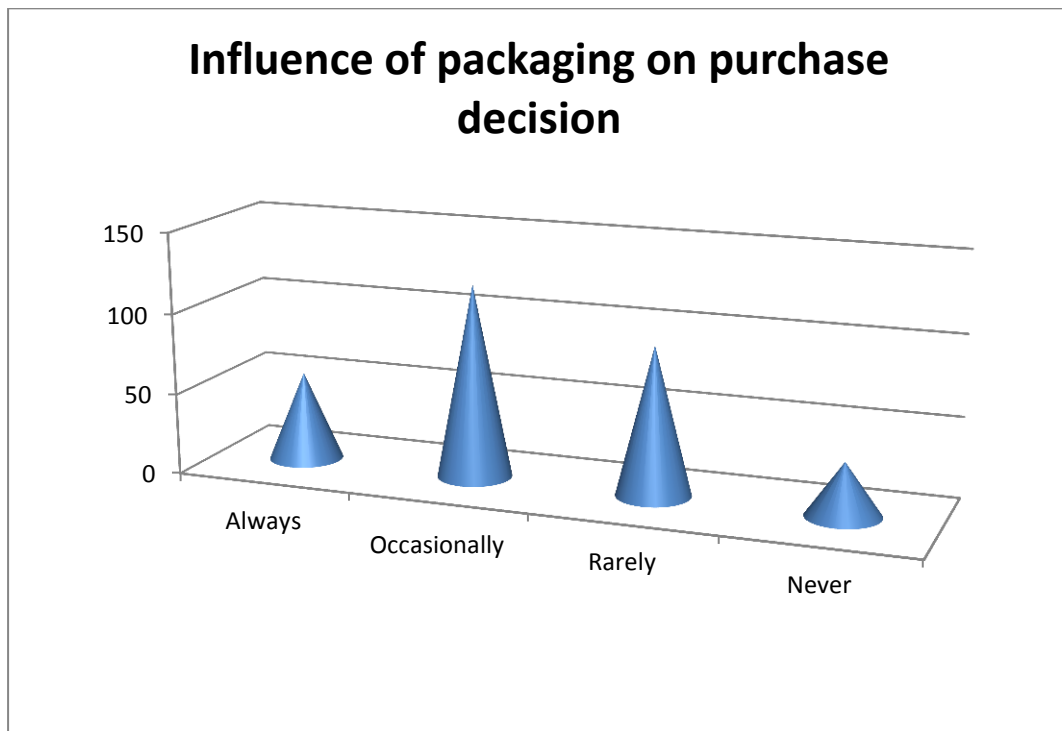 Influence of packaging on purchase
decision
150
100
50
0
Always
Occasionally
Rarely
Never